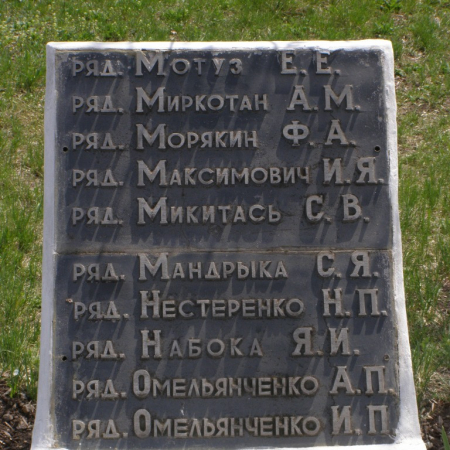 ряд. Мотуз Е. Е.
ряд. Миркотан А. М.
ряд. Морякин Ф. А.
ряд. Максимович И. Я.
ряд. Микитась С. В.
ряд. Мандрыка С. Я.
ряд. Нестеренко Н. П.
ряд. Набока Я. И.
ряд. Омельянченко А. П.
ряд. Омельянченко И. П